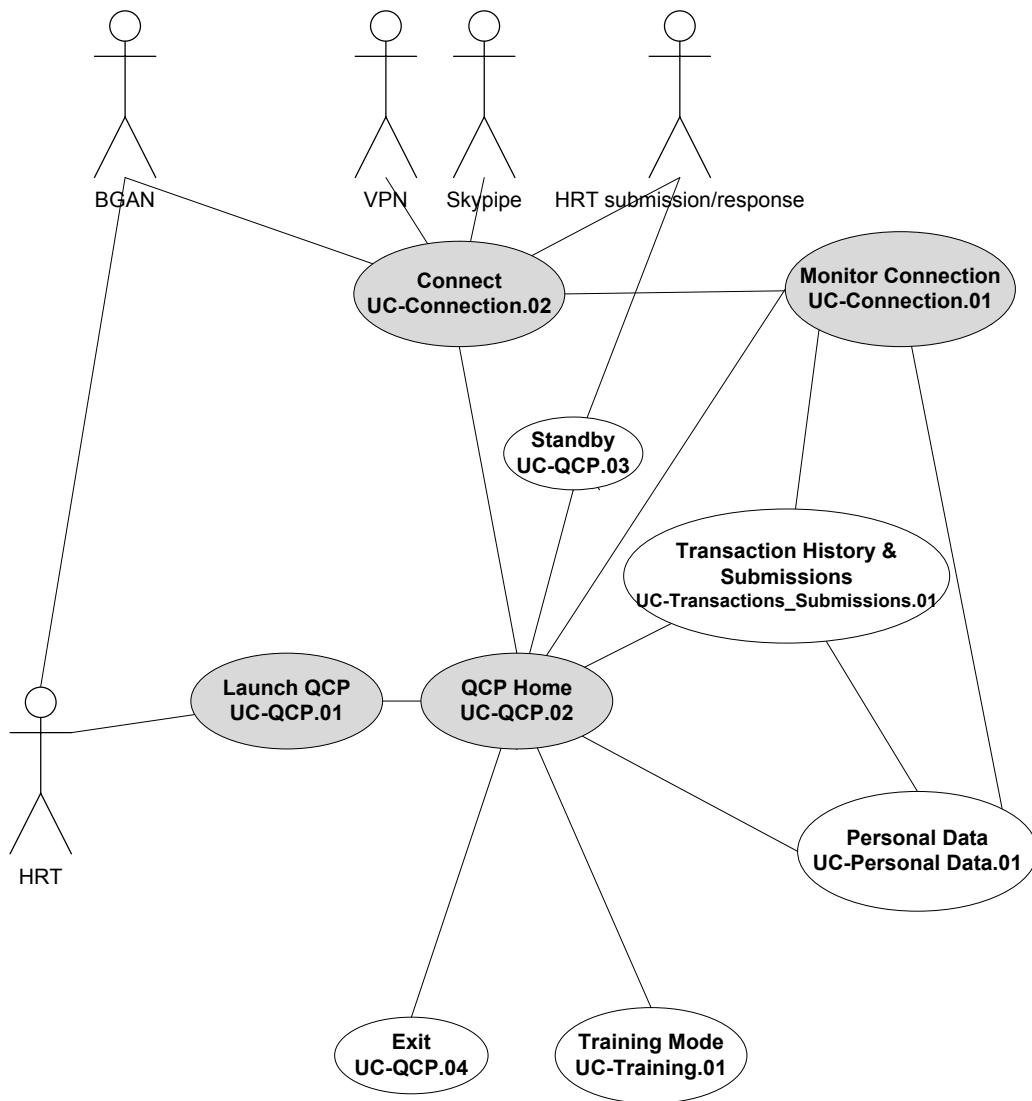 BGAN
VPN
Skypipe
HRT submission/response
Connect
UC-Connection.02
Monitor Connection
UC-Connection.01
Standby
UC-QCP.03
Transaction History &
Submissions
UC-Transactions_Submissions.01
Launch QCP
UC-QCP.01
QCP Home
UC-QCP.02
Personal Data
UC-Personal Data.01
HRT
Exit
UC-QCP.04
Training Mode
UC-Training.01